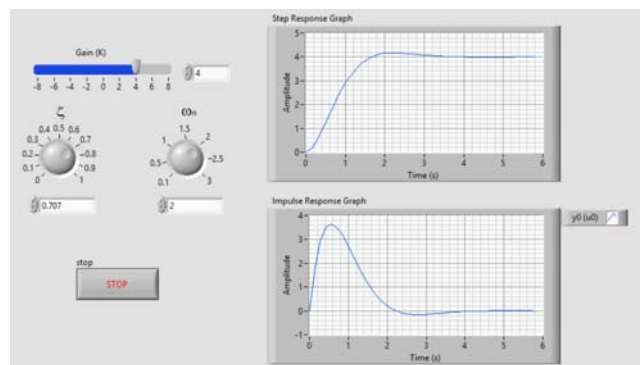 Step Response Graph
5
4
3
2
1
0
Amplitude
0 1 2 3 4 5 6
Time (s)
Gain (K)
-8 -6 -4 -2 0 2 4 6 8
4
ζ
0 0.1 0.2 0.3 0.4 0.5 0.6 0.7 0.8 0.9 1
0.707
ωn
0.1 0.5 1 1.5 2 2.5 3
2
stop
STOP
Impulse Response Graph
4
3
2
1
0
-1
Amplitude
0 1 2 3 4 5 6
Time (s)
y0 (u0)